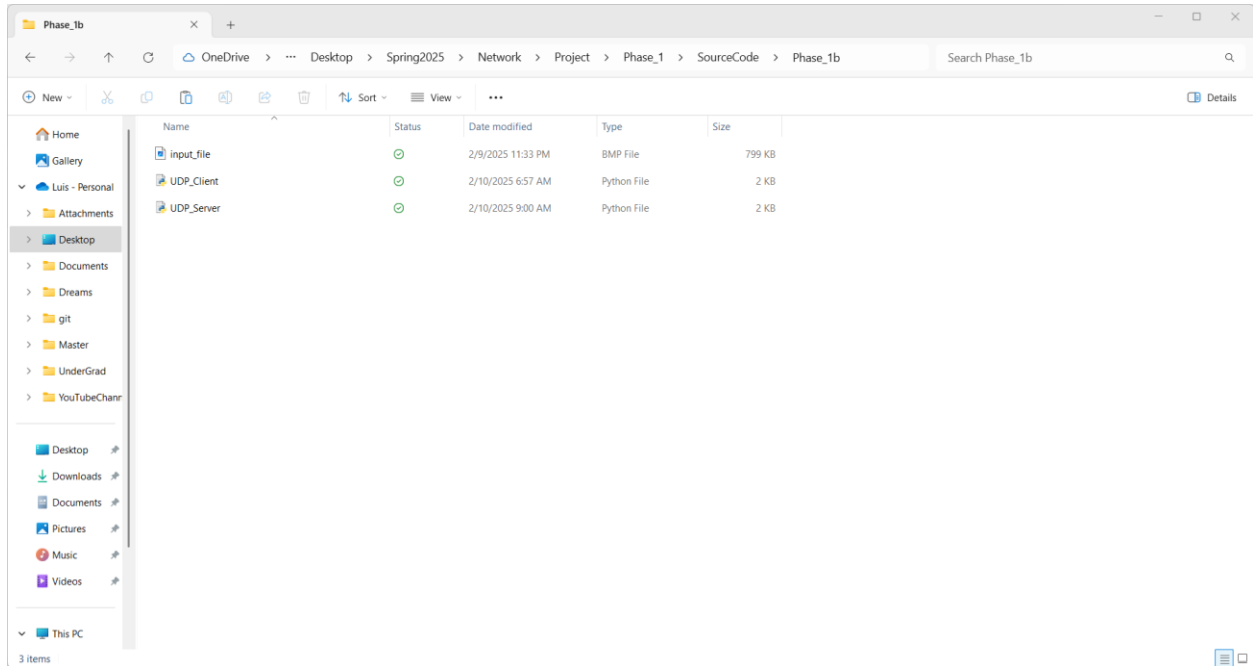 Phase_1b
OneDrive > ··· Desktop > Spring2025 > Network > Project > Phase_1 > SourceCode > Phase_1b
Search Phase_1b
New
Sort
View
···
Details
Home
Gallery
Luis - Personal
Attachments
Desktop
Documents
Dreams
git
Master
UnderGrad
YouTubeChann
Desktop
Downloads
Documents
Pictures
Music
Videos
This PC
Name Status Date modified Type Size
input_file 2/9/2025 11:33 PM BMP File 799 KB
UDP_Client 2/10/2025 6:57 AM Python File 2 KB
UDP_Server 2/10/2025 9:00 AM Python File 2 KB
3 items